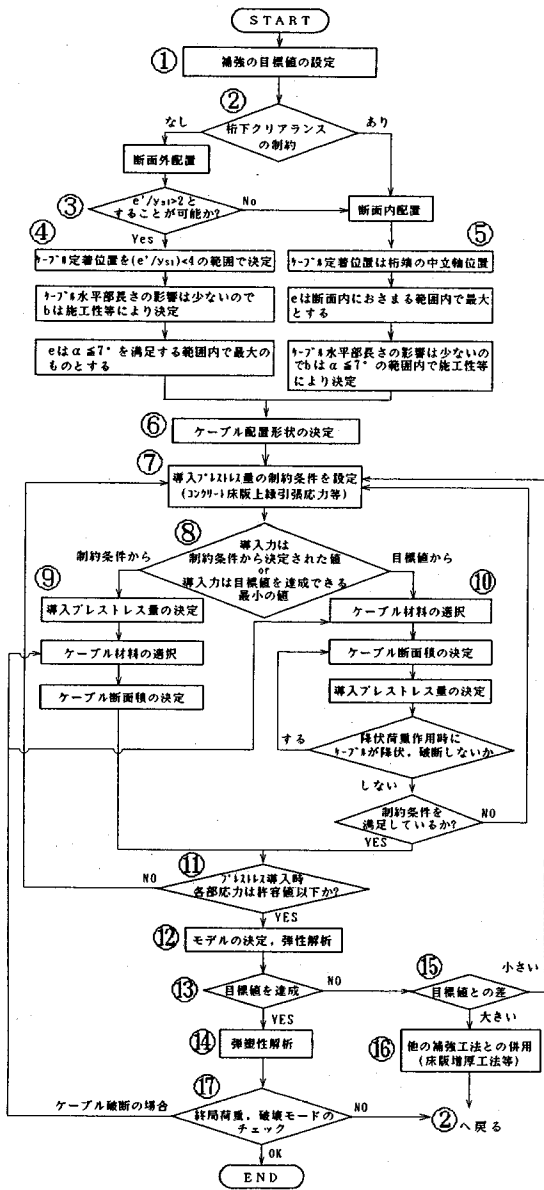 START
①
補強の目標値の設定
②
なし
あり
桁下クリアランス
の制約
断面外配置
③
e'/ys1>2と
することが可能か?
No
断面内配置
Yes
④
⑤
ケーブル定着位置を(e'/ys1)<4の範囲で決定
ケーブル定着位置は桁端の中立軸位置
ケーブル水平部長さの影響は少ないので
bは施工性等により決定
eは断面内におさまる範囲内で最大
とする
eはα≦7°を満足する範囲内で最大の
ものとする
ケーブル水平部長さの影響は少ないの
でbはα≦7°の範囲内で施工性等
により決定
⑥
ケーブル配置形状の決定
⑦
導入プレストレス量の制約条件を設定
(コンクリート床版上縁引張応力等)
⑧
制約条件から
目標値から
導入力は
制約条件から決定された値
or
導入力は目標値を達成できる
最小の値
⑨
⑩
導入プレストレス量の決定
ケーブル材料の選択
ケーブル材料の選択
ケーブル断面積の決定
ケーブル断面積の決定
導入プレストレス量の決定
する
降伏荷重作用時に
ケーブルが降伏,破断しないか
しない
制約条件を
満足しているか?
NO
YES
⑪
NO
プレストレス導入時
各部応力は許容値以下か?
YES
⑫
モデルの決定,弾性解析
⑬
目標値を達成
NO
⑮
目標値との差
小さい
YES
大きい
⑭
弾塑性解析
⑯
他の補強工法との併用
(床版増厚工法等)
⑰
ケーブル破断の場合
終局荷重,破壊モードの
チェック
NO
②へ戻る
OK
END